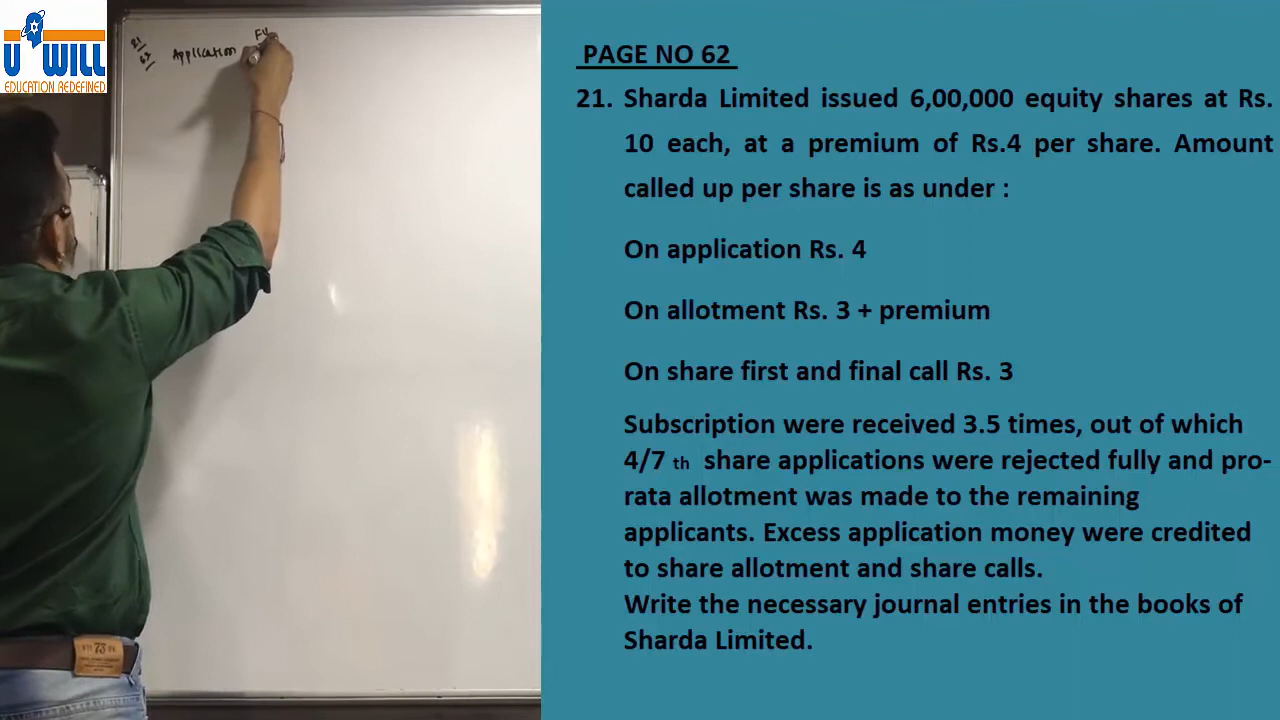 U WILL
EDUCATION REDEFINED
21/62
Application
FV
PAGE NO 62
21. Sharda Limited issued 6,00,000 equity shares at Rs.
10 each, at a premium of Rs.4 per share. Amount
called up per share is as under :
On application Rs. 4
On allotment Rs. 3 + premium
On share first and final call Rs. 3
Subscription were received 3.5 times, out of which
4/7 th share applications were rejected fully and pro-
rata allotment was made to the remaining
applicants. Excess application money were credited
to share allotment and share calls.
Write the necessary journal entries in the books of
Sharda Limited.